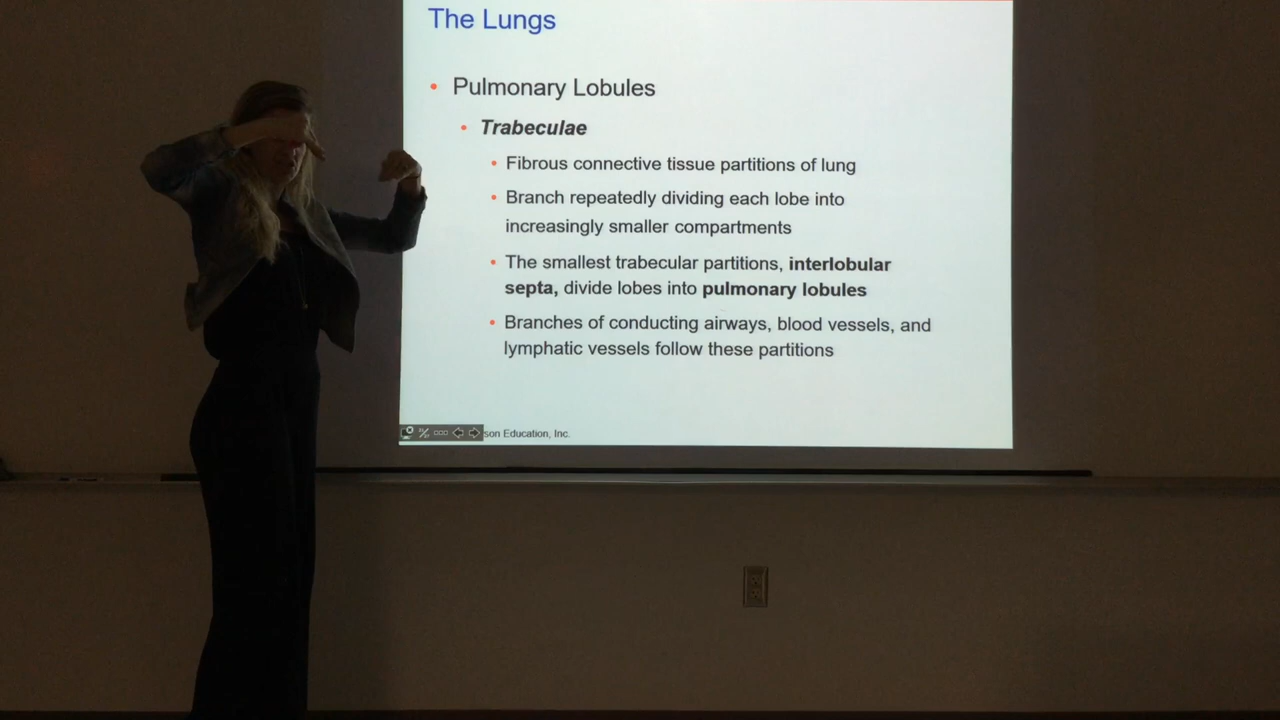 The Lungs
• Pulmonary Lobules
• Trabeculae
• Fibrous connective tissue partitions of lung
• Branch repeatedly dividing each lobe into
increasingly smaller compartments
• The smallest trabecular partitions, interlobular
septa, divide lobes into pulmonary lobules
• Branches of conducting airways, blood vessels, and
lymphatic vessels follow these partitions
son Education, Inc.